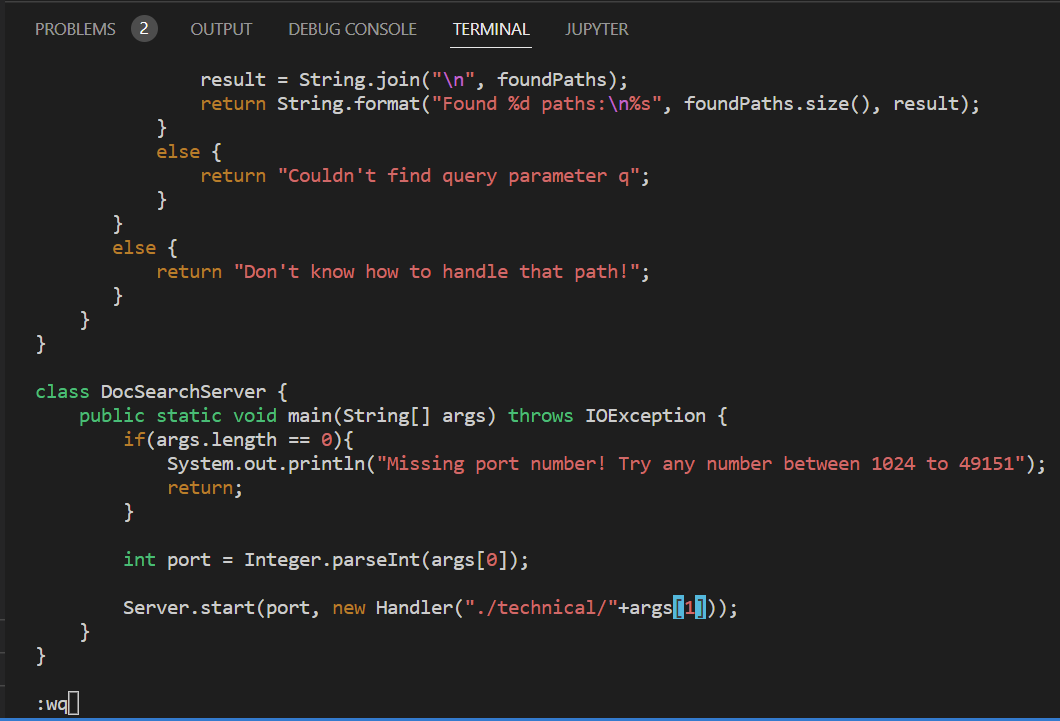 PROBLEMS 2 OUTPUT DEBUG CONSOLE TERMINAL JUPYTER
result = String.join("\n", foundPaths);
return String.format("Found %d paths:\n%s", foundPaths.size(), result);
}
else {
return "Couldn't find query parameter q";
}
}
else {
return "Don't know how to handle that path!";
}
}
}
class DocSearchServer {
public static void main(String[] args) throws IOException {
if(args.length == 0){
System.out.println("Missing port number! Try any number between 1024 to 49151");
return;
}
int port = Integer.parseInt(args[0]);
Server.start(port, new Handler("./technical/"+args[1]));
}
}
:wq